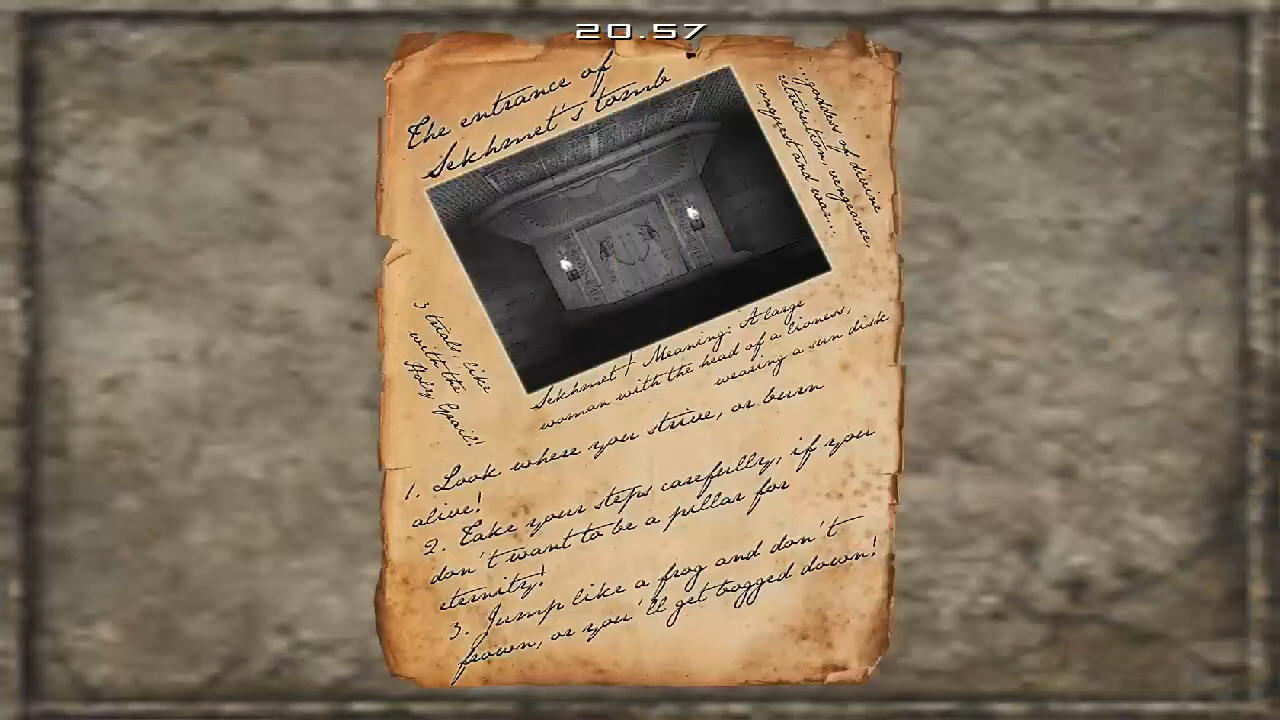 20.57
The entrance of
Sekhmet's tomb
...goddess of divine
retribution, vengeance,
conquest and war...
3 trials, like
with the
Holy Grail!
Sekhmet / Meaning: A large
woman with the head of a lioness,
wearing a sun disk
1. Look where you strive, or burn
alive!
2. Take your steps carefully, if you
don't want to be a pillar for
eternity!
3. Jump like a frog and don't
frown, or you'll get bogged down!